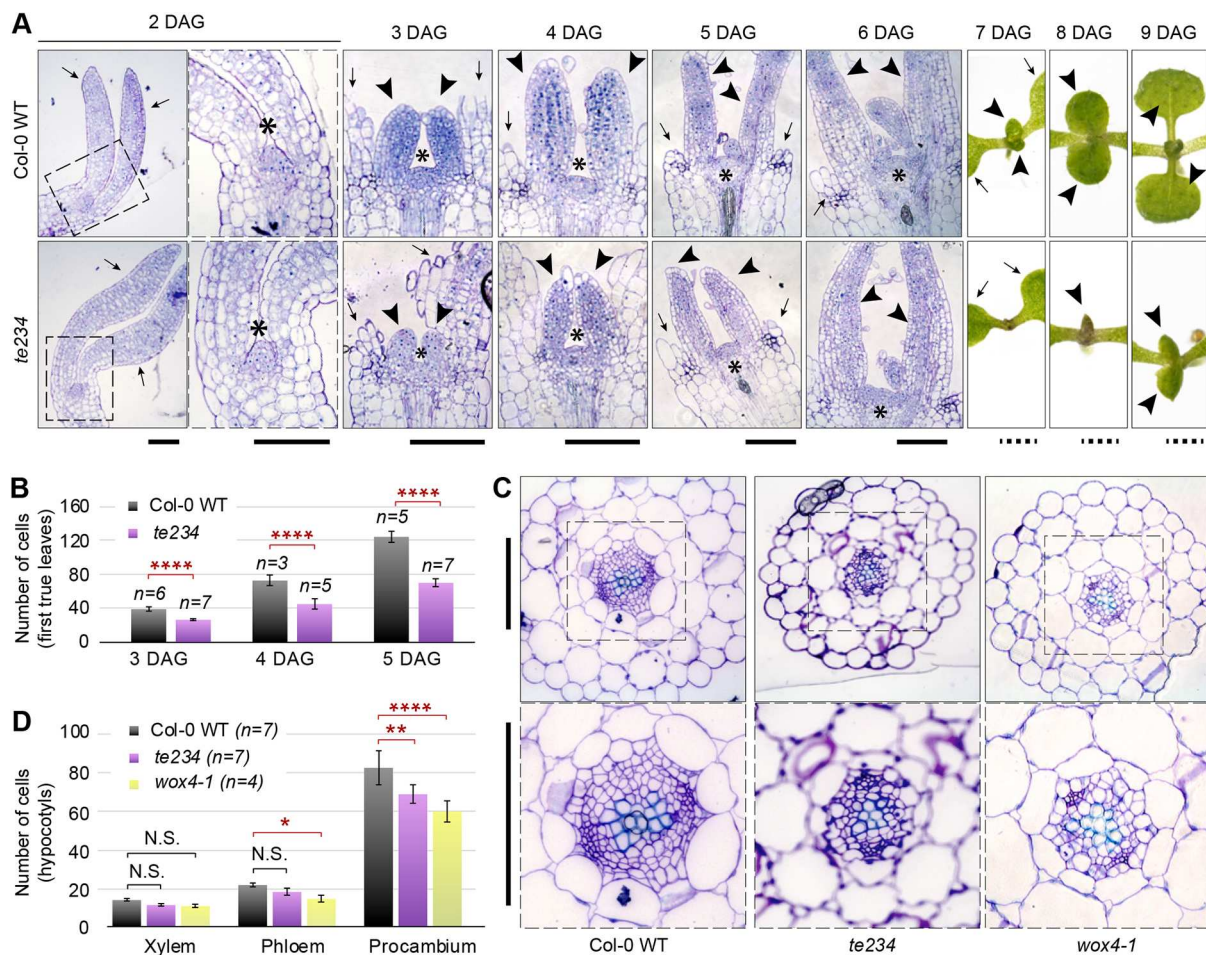 A
2 DAG
3 DAG
4 DAG
5 DAG
6 DAG
7 DAG
8 DAG
9 DAG
Col-0 WT
*
*
*
*
*
te234
*
*
*
*
*
B
Number of cells
(first true leaves)
160
120
80
40
0
Col-0 WT
te234
****
n=6
n=7
****
n=3
n=5
****
n=5
n=7
3 DAG
4 DAG
5 DAG
C
Col-0 WT
te234
wox4-1
D
Number of cells
(hypocotyls)
100
80
60
40
20
0
Col-0 WT (n=7)
te234 (n=7)
wox4-1 (n=4)
N.S.
N.S.
*
N.S.
****
**
Xylem
Phloem
Procambium